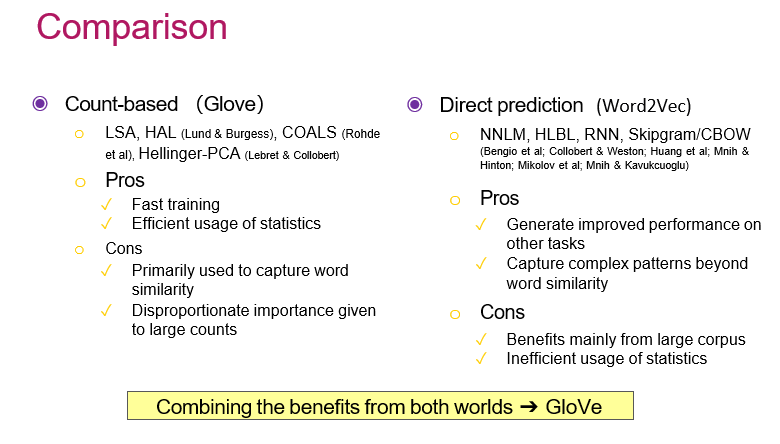 Comparison
Count-based （Glove）
LSA, HAL (Lund & Burgess), COALS (Rohde
et al), Hellinger-PCA (Lebret & Collobert)
Pros
Fast training
Efficient usage of statistics
Cons
Primarily used to capture word
similarity
Disproportionate importance given
to large counts
Direct prediction (Word2Vec)
NNLM, HLBL, RNN, Skipgram/CBOW
(Bengio et al; Collobert & Weston; Huang et al; Mnih &
Hinton; Mikolov et al; Mnih & Kavukcuoglu)
Pros
Generate improved performance on
other tasks
Capture complex patterns beyond
word similarity
Cons
Benefits mainly from large corpus
Inefficient usage of statistics
Combining the benefits from both worlds ➔ GloVe